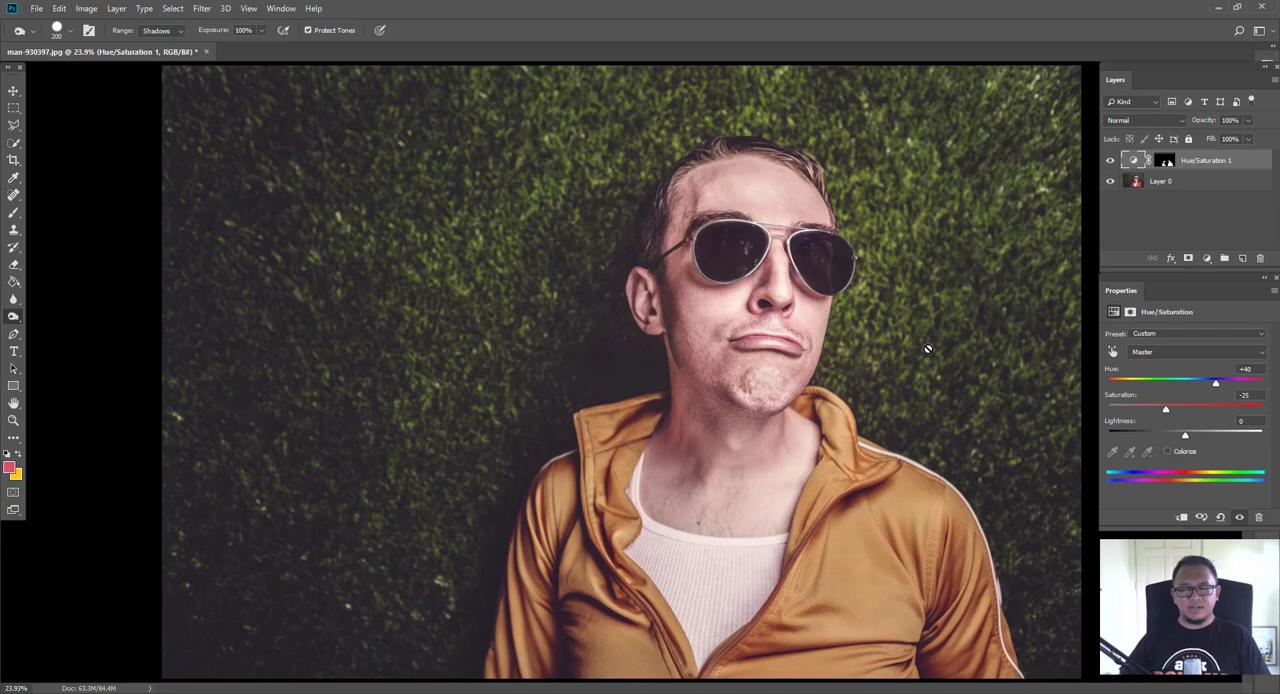 Ps File Edit Image Layer Type Select Filter 3D View Window Help
200 Range: Shadows Exposure: 100% Protect Tones
man-930397.jpg @ 23.9% (Hue/Saturation 1, RGB/8#) *
Layers
Kind
Normal Opacity: 100%
Lock: Fill: 100%
Hue/Saturation 1
Layer 0
fx
Properties
Hue/Saturation
Preset: Custom
Master
Hue: +40
Saturation: -25
Lightness: 0
Colorize
23.93% Doc: 63.3M/84.4M